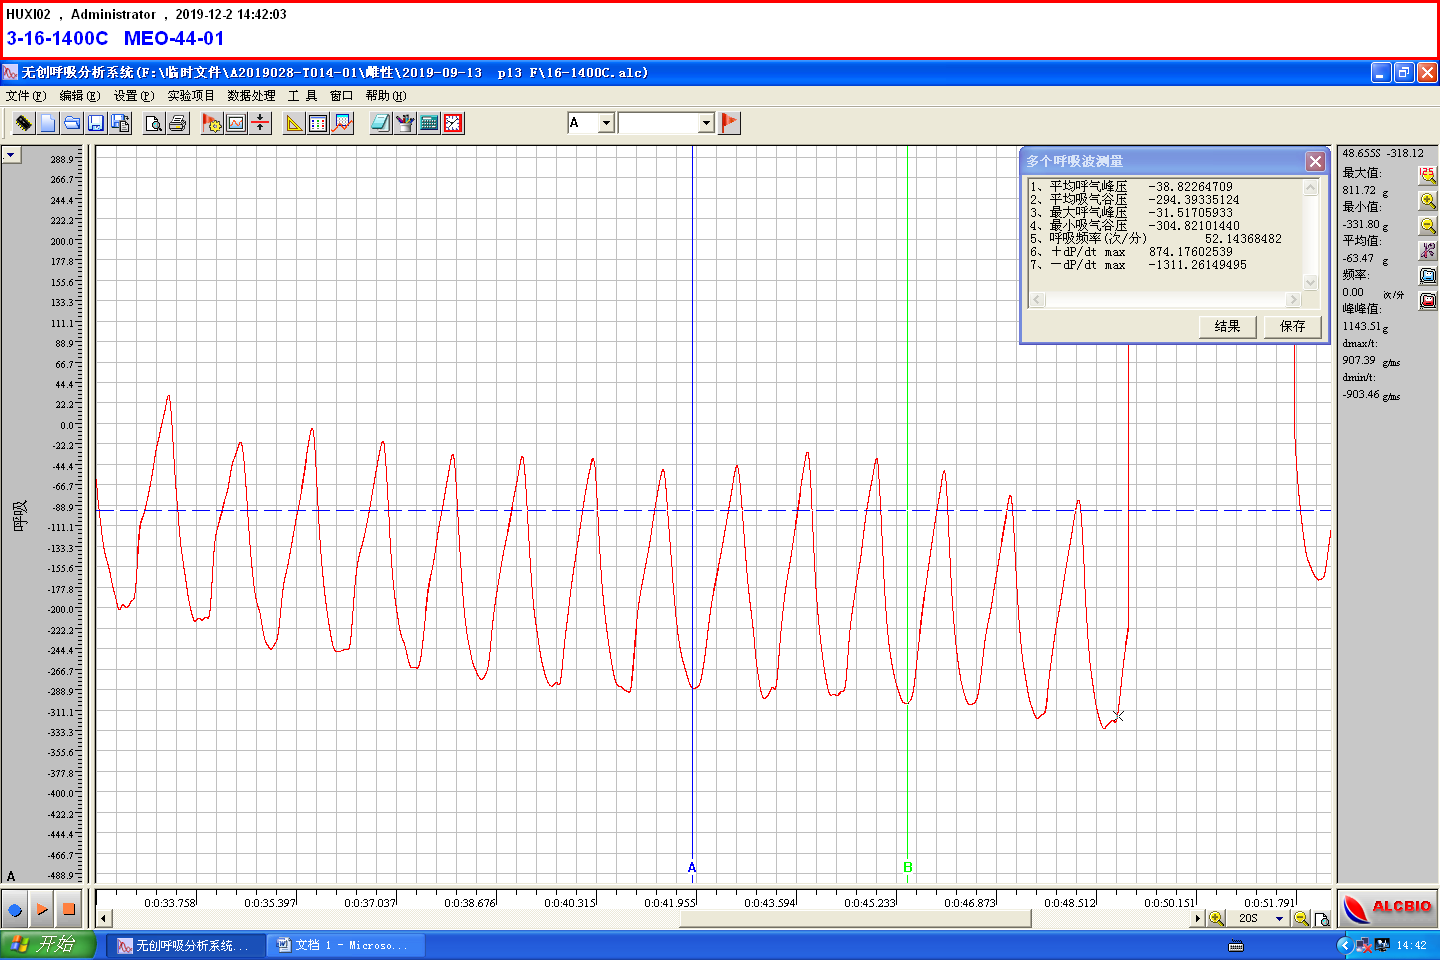 HUXI02 , Administrator , 2019-12-2 14:42:03
3-16-1400C MEO-44-01
无创呼吸分析系统(F:\临时文件\A2019028-T014-01\雌性\2019-09-13 p13 F\16-1400C.alc)
文件(F) 编辑(E) 设置(P) 实验项目 数据处理 工具 窗口 帮助(H)
A
288.9
266.7
244.4
222.2
200.0
177.8
155.6
133.3
111.1
88.9
66.7
44.4
22.2
0.0
-22.2
-44.4
-66.7
-88.9
-111.1
-133.3
-155.6
-177.8
-200.0
-222.2
-244.4
-266.7
-288.9
-311.1
-333.3
-355.6
-377.8
-400.0
-422.2
-444.4
-466.7
-488.9
呼吸
A
A
B
多个呼吸波测量
1、平均呼气峰压 -38.82264709
2、平均吸气谷压 -294.39335124
3、最大呼气峰压 -31.51705933
4、最小吸气谷压 -304.82101440
5、呼吸频率(次/分) 52.14368482
6、+dP/dt max 874.17602539
7、-dP/dt max -1311.26149495
结果 保存
48.655S -318.12
最大值:
811.72 g
最小值:
-331.80 g
平均值:
-63.47 g
频率:
0.00 次/分
峰峰值:
1143.51 g
dmax/t:
907.39 g/ms
dmin/t:
-903.46 g/ms
125
0:0:33.758 0:0:35.397 0:0:37.037 0:0:38.676 0:0:40.315 0:0:41.955 0:0:43.594 0:0:45.233 0:0:46.873 0:0:48.512 0:0:50.151 0:0:51.791
20S
ALCBIO
开始 无创呼吸分析系统... 文档 1 - Microso... 14:42